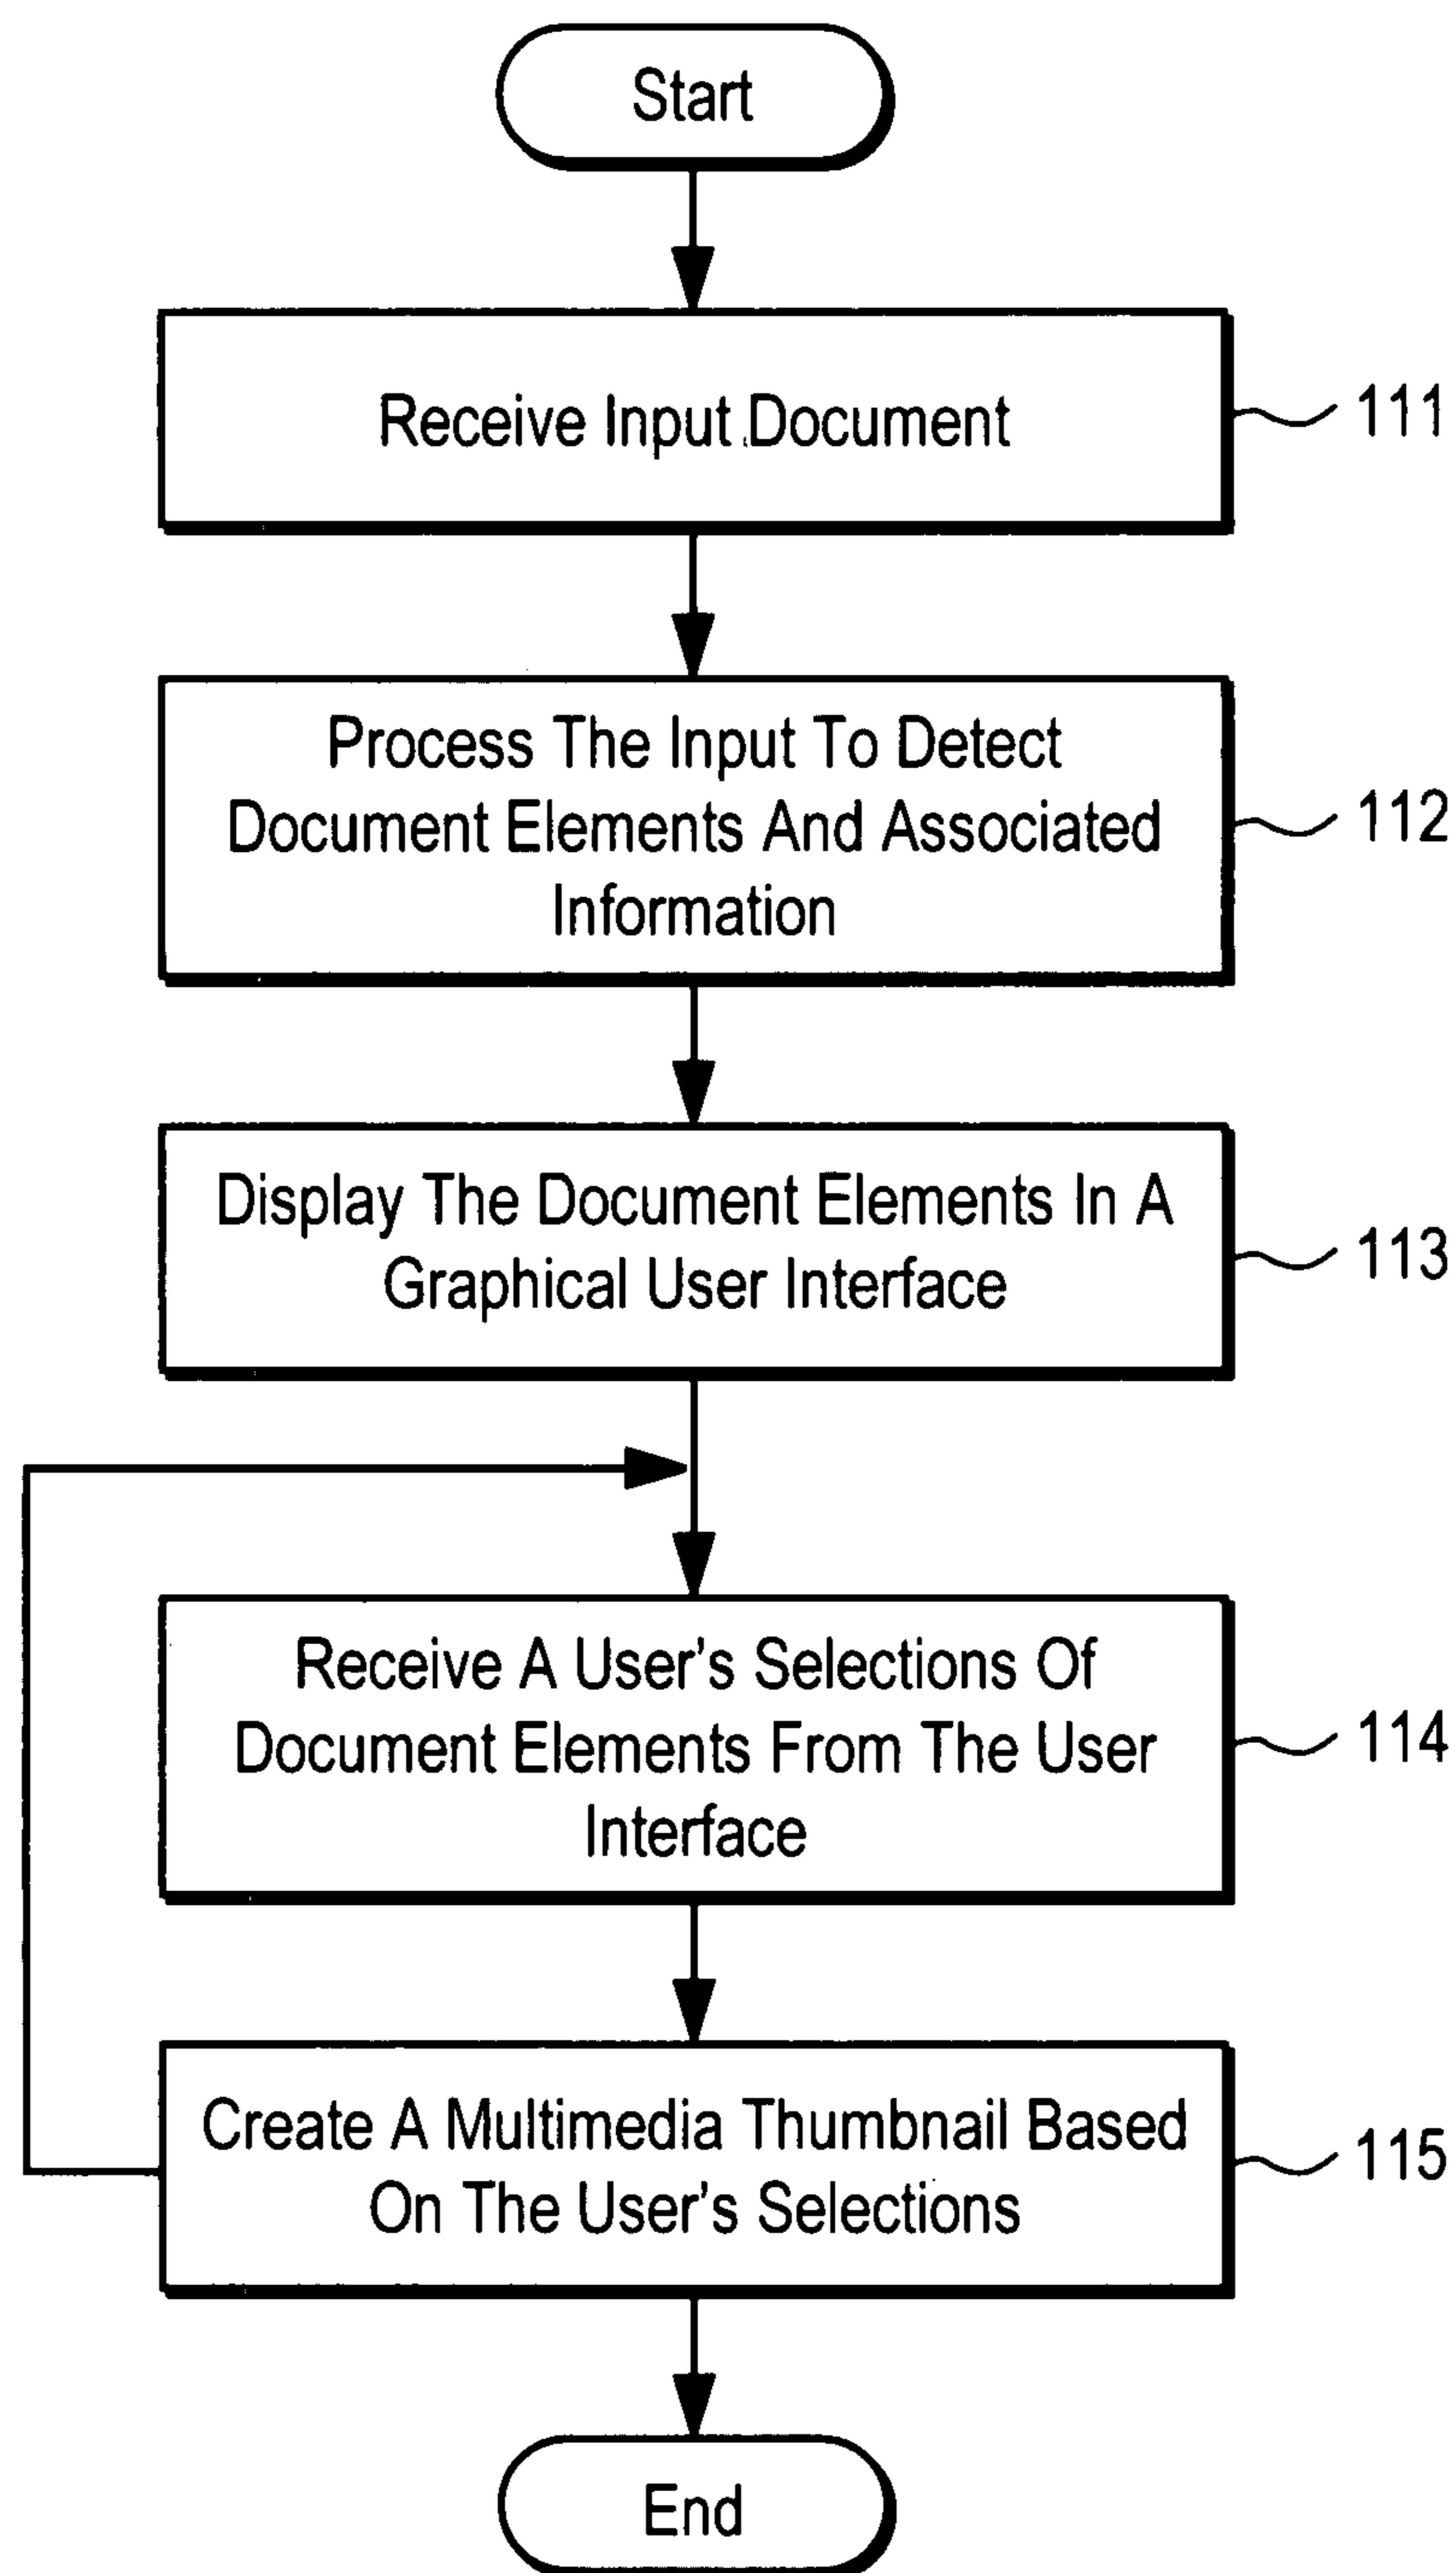 Start
Receive Input Document
111
Process The Input To Detect
Document Elements And Associated
Information
112
Display The Document Elements In A
Graphical User Interface
113
Receive A User's Selections Of
Document Elements From The User
Interface
114
Create A Multimedia Thumbnail Based
On The User's Selections
115
End